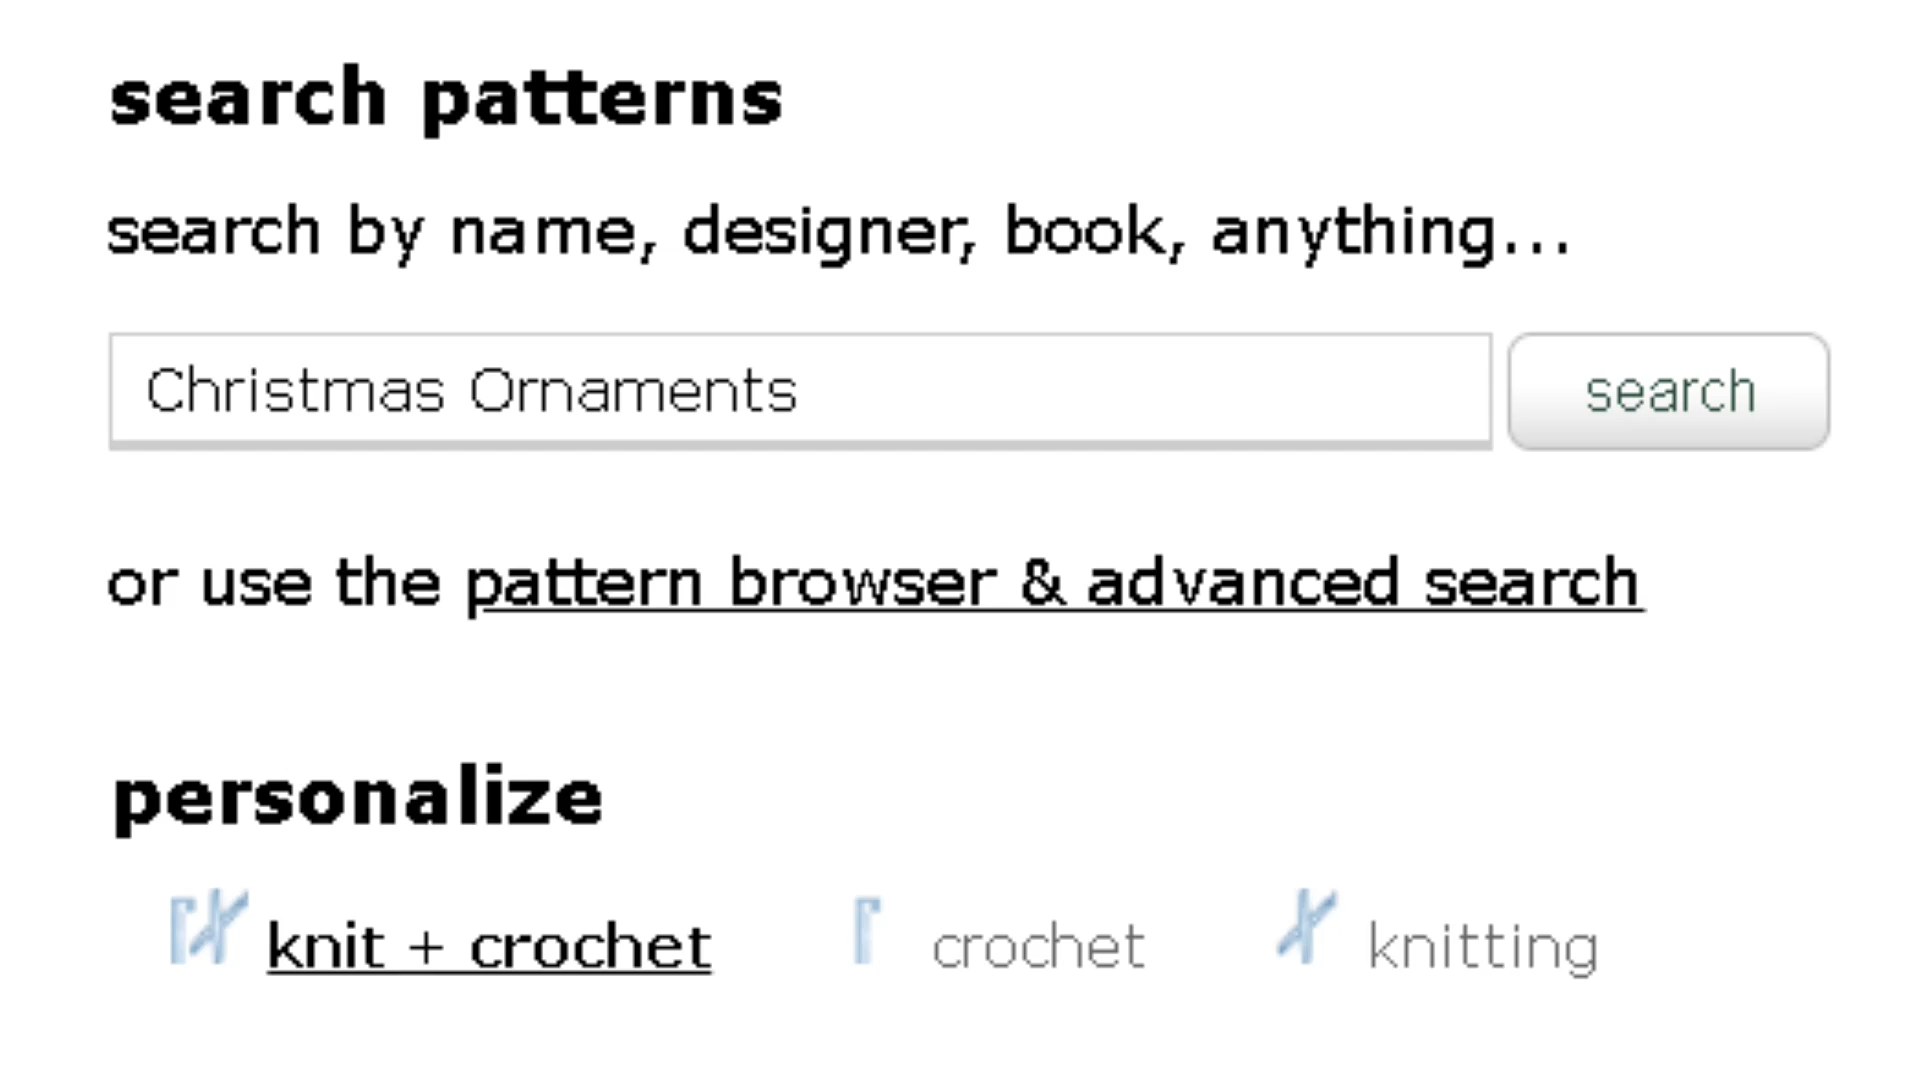 search patterns
search by name, designer, book, anything...
Christmas Ornaments search
or use the pattern browser & advanced search
personalize
knit + crochet crochet knitting